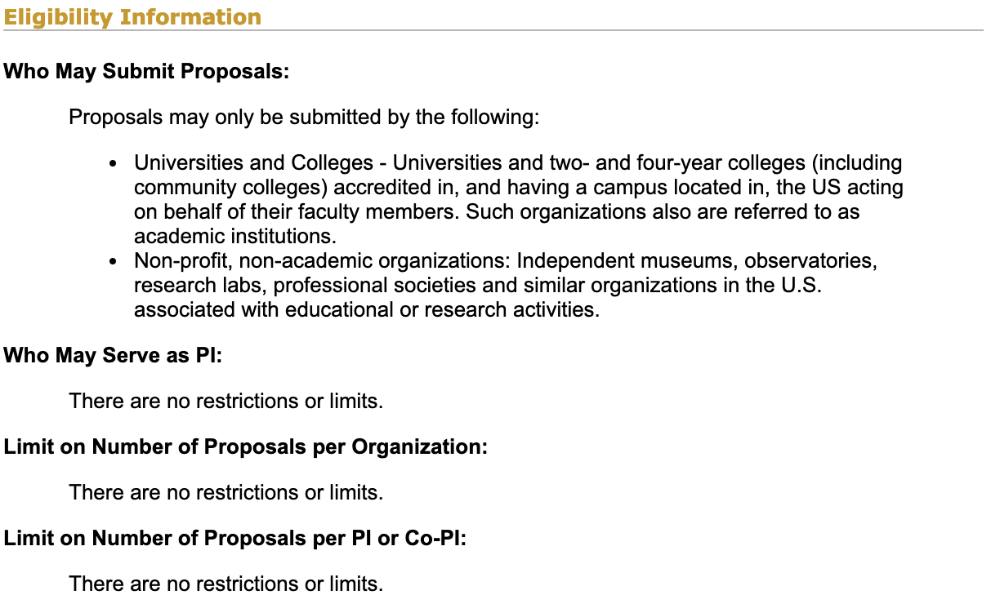 Eligibility Information
Who May Submit Proposals:
Proposals may only be submitted by the following:
• Universities and Colleges - Universities and two- and four-year colleges (including
community colleges) accredited in, and having a campus located in, the US acting
on behalf of their faculty members. Such organizations also are referred to as
academic institutions.
• Non-profit, non-academic organizations: Independent museums, observatories,
research labs, professional societies and similar organizations in the U.S.
associated with educational or research activities.
Who May Serve as PI:
There are no restrictions or limits.
Limit on Number of Proposals per Organization:
There are no restrictions or limits.
Limit on Number of Proposals per PI or Co-PI:
There are no restrictions or limits.